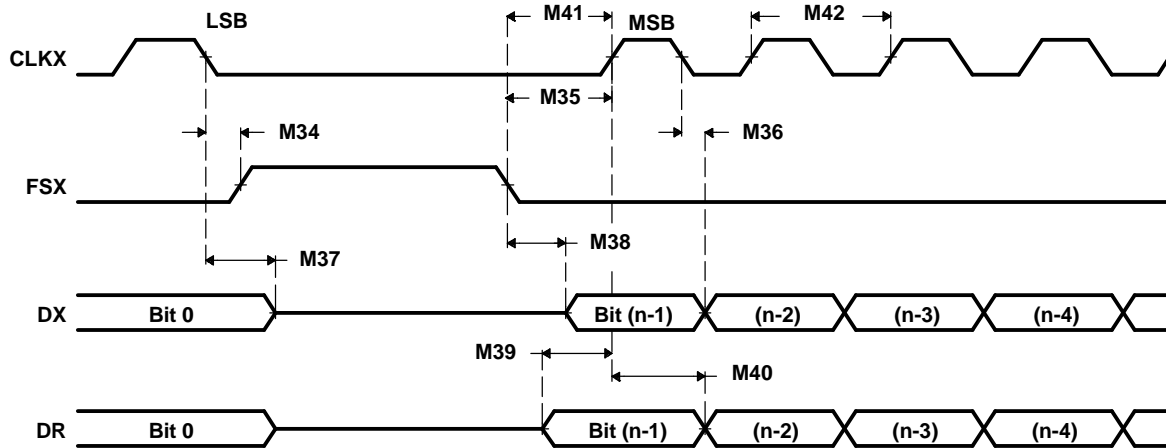 LSB
M41
MSB
M42
CLKX
M35
M34
M36
FSX
M38
M37
DX
Bit 0
Bit (n-1)
(n-2)
(n-3)
(n-4)
M39
M40
DR
Bit 0
Bit (n-1)
(n-2)
(n-3)
(n-4)